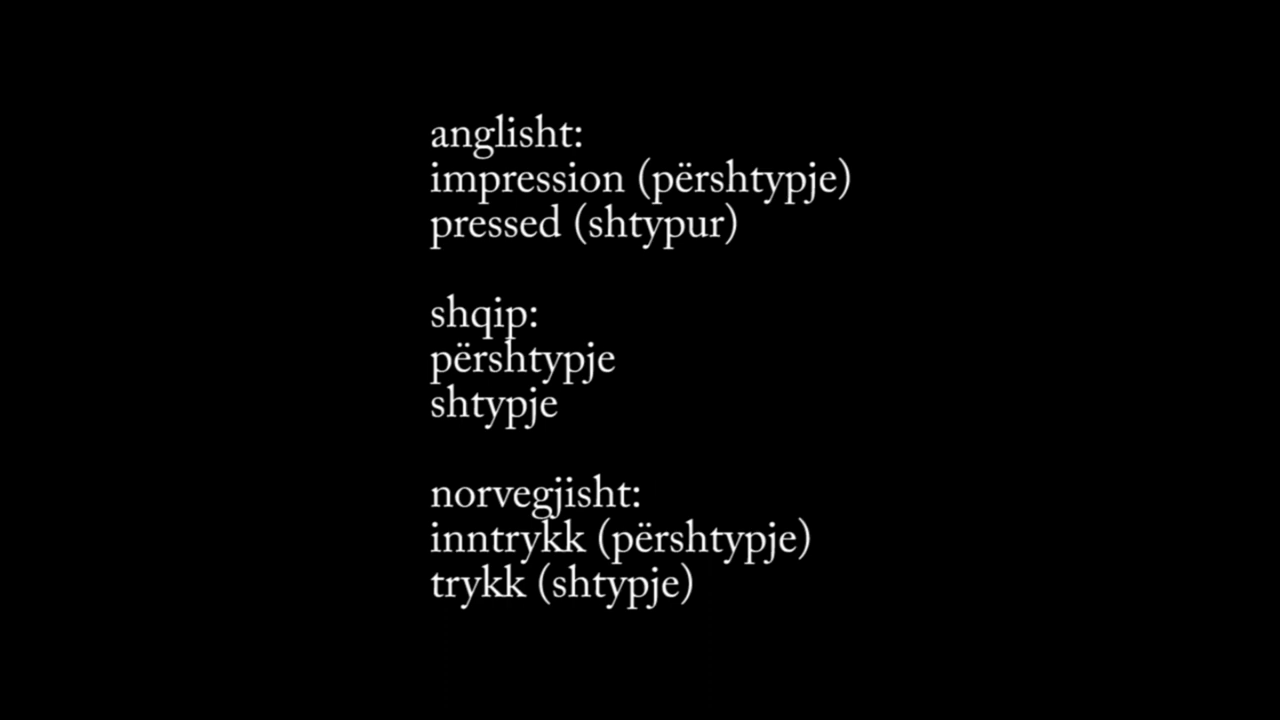 anglisht:
impression (përshtypje)
pressed (shtypur)
shqip:
përshtypje
shtypje
norvegjisht:
inntrykk (përshtypje)
trykk (shtypje)